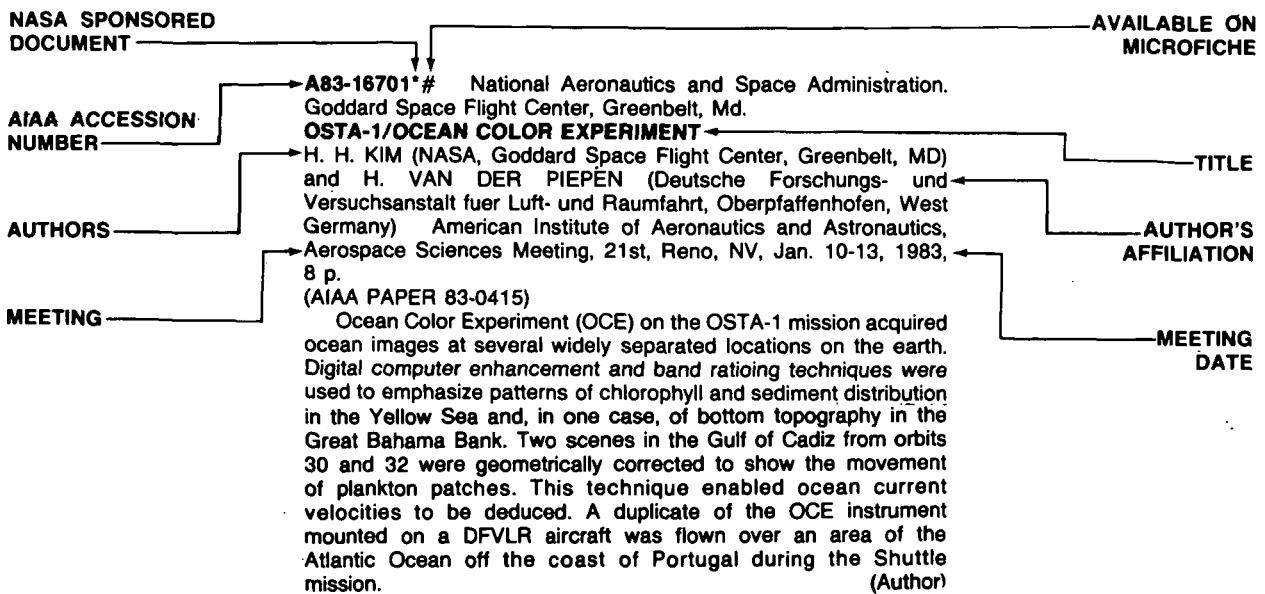 NASA SPONSORED
DOCUMENT
AVAILABLE ON
MICROFICHE
AIAA ACCESSION
NUMBER
A83-16701*# National Aeronautics and Space Administration.
Goddard Space Flight Center, Greenbelt, Md.
OSTA-1/OCEAN COLOR EXPERIMENT
TITLE
AUTHORS
H. H. KIM (NASA, Goddard Space Flight Center, Greenbelt, MD)
and H. VAN DER PIEPEN (Deutsche Forschungs- und
Versuchsanstalt fuer Luft- und Raumfahrt, Oberpfaffenhofen, West
Germany) American Institute of Aeronautics and Astronautics,
AUTHOR'S
AFFILIATION
MEETING
Aerospace Sciences Meeting, 21st, Reno, NV, Jan. 10-13, 1983,
8 p.
MEETING
DATE
(AIAA PAPER 83-0415)
Ocean Color Experiment (OCE) on the OSTA-1 mission acquired
ocean images at several widely separated locations on the earth.
Digital computer enhancement and band ratioing techniques were
used to emphasize patterns of chlorophyll and sediment distribution
in the Yellow Sea and, in one case, of bottom topography in the
Great Bahama Bank. Two scenes in the Gulf of Cadiz from orbits
30 and 32 were geometrically corrected to show the movement
of plankton patches. This technique enabled ocean current
velocities to be deduced. A duplicate of the OCE instrument
mounted on a DFVLR aircraft was flown over an area of the
Atlantic Ocean off the coast of Portugal during the Shuttle
mission. (Author)